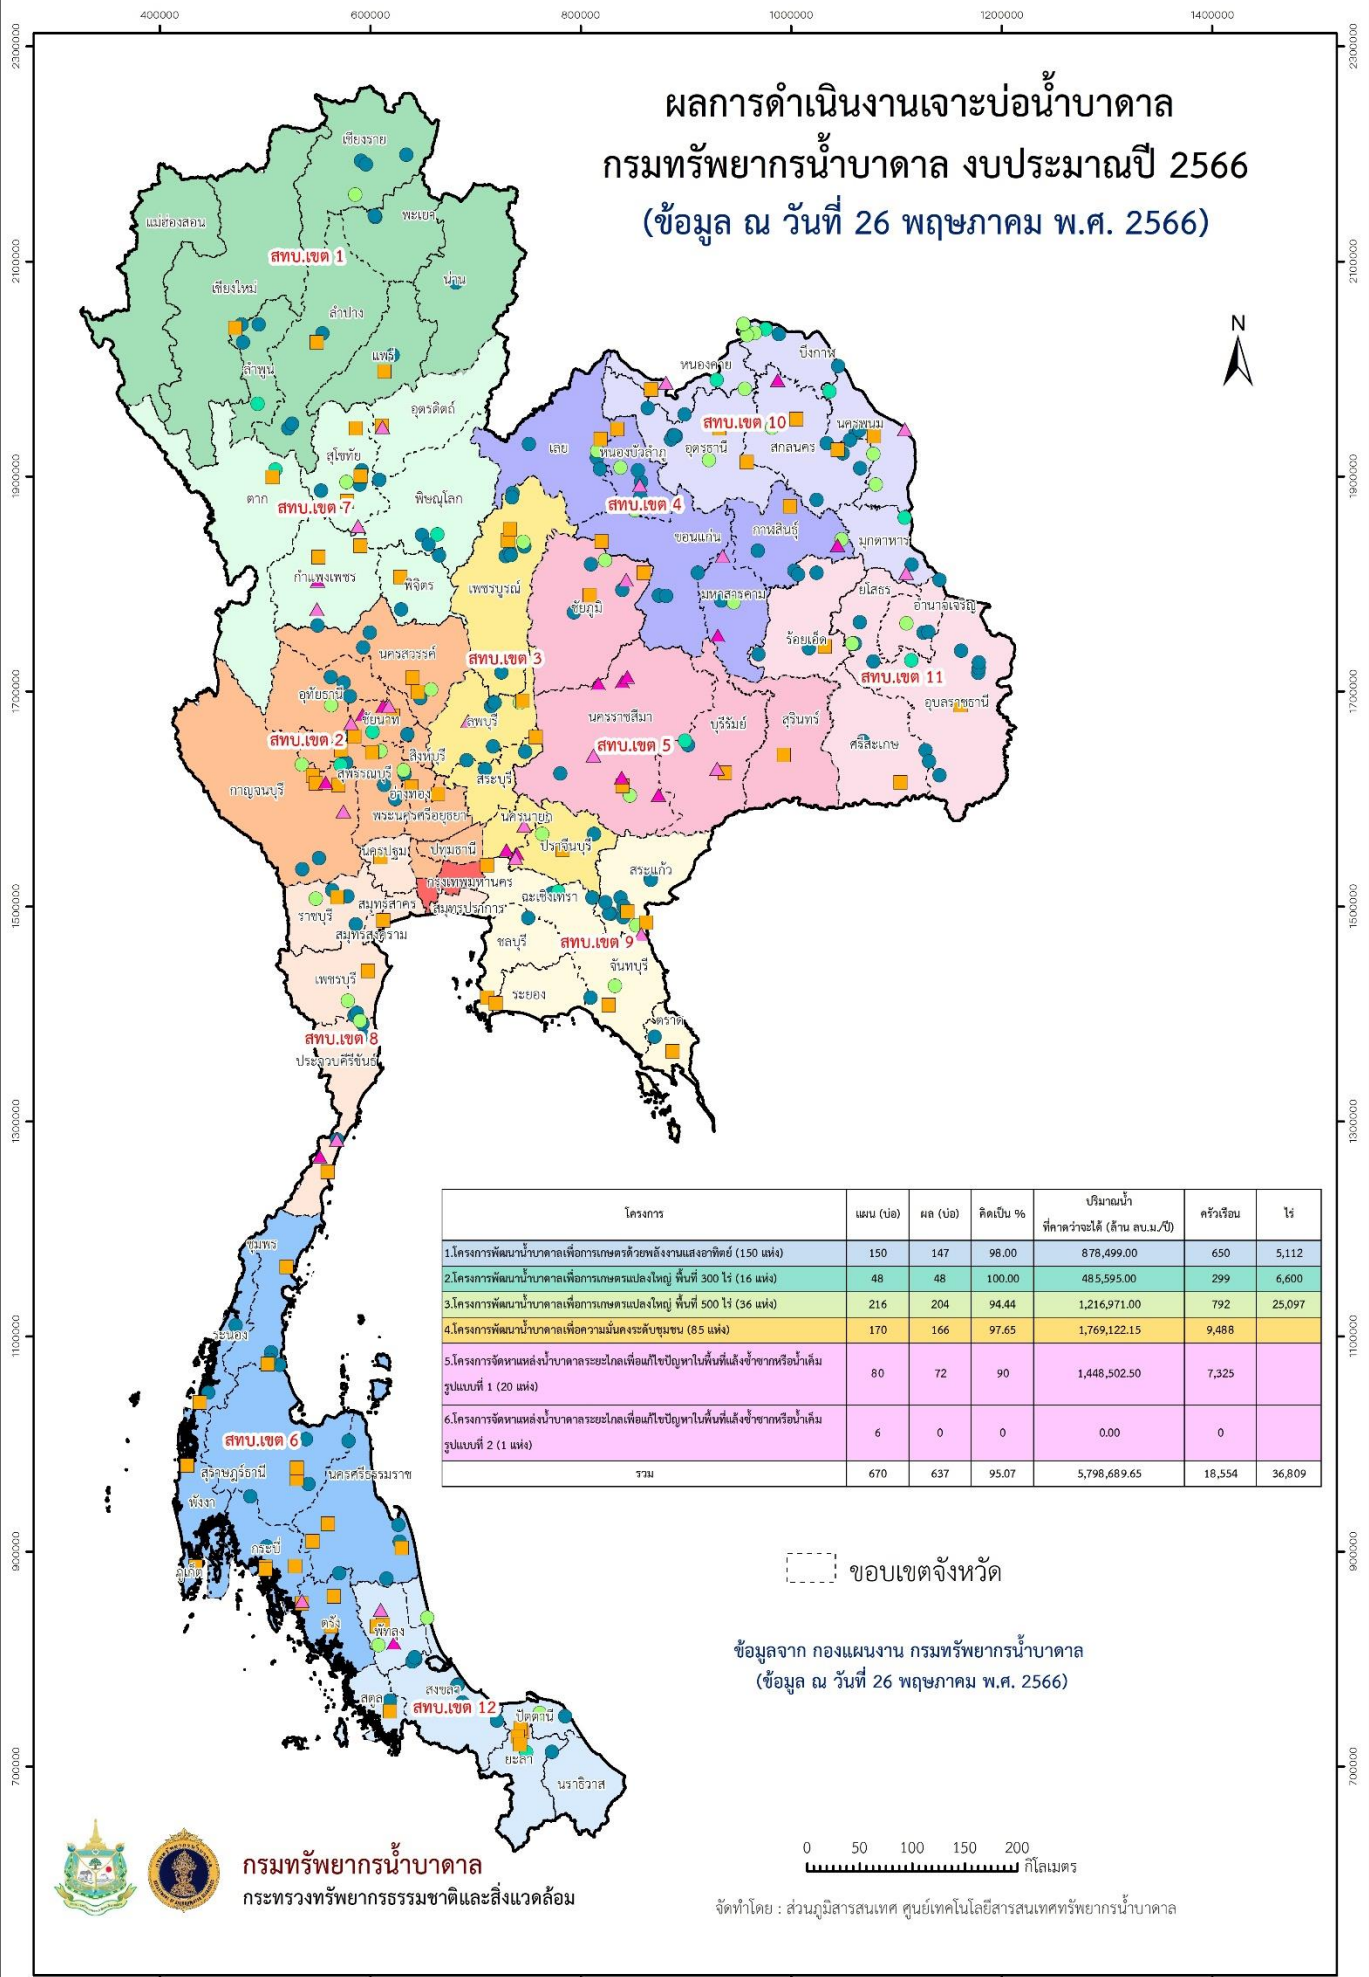 400000 600000 800000 1000000 1200000 1400000
ผลการดำเนินงานเจาะบ่อน้ำบาดาล
กรมทรัพยากรน้ำบาดาล งบประมาณปี 2566
(ข้อมูล ณ วันที่ 26 พฤษภาคม พ.ศ. 2566)
N
2300000 2300000
2100000 2100000
1900000 1900000
1700000 1700000
1500000 1500000
1300000 1300000
1100000 1100000
900000 900000
700000 700000
เชียงราย
แม่ฮ่องสอน
พะเยา
สทบ.เขต 1
น่าน
เชียงใหม่
ลำปาง
แพร่
ลำพูน
อุตรดิตถ์
สุโขทัย
ตาก
พิษณุโลก
สทบ.เขต 7
กำแพงเพชร
พิจิตร
หนองคาย
บึงกาฬ
สทบ.เขต 10
นครพนม
เลย
หนองบัวลำภู
อุดรธานี
สกลนคร
สทบ.เขต 4
ขอนแก่น
กาฬสินธุ์
มุกดาหาร
เพชรบูรณ์
ชัยภูมิ
มหาสารคาม
ยโสธร
อำนาจเจริญ
ร้อยเอ็ด
นครสวรรค์
สทบ.เขต 3
สทบ.เขต 11
อุทัยธานี
อุบลราชธานี
ชัยนาท
ลพบุรี
นครราชสีมา
บุรีรัมย์
สุรินทร์
สทบ.เขต 2
สทบ.เขต 5
ศรีสะเกษ
สิงห์บุรี
สุพรรณบุรี
สระบุรี
กาญจนบุรี
อ่างทอง
พระนครศรีอยุธยา
นครนายก
นครปฐม
ปทุมธานี
ปราจีนบุรี
สระแก้ว
กรุงเทพมหานคร
ฉะเชิงเทรา
ราชบุรี
สมุทรสาคร
สมุทรปราการ
สมุทรสงคราม
ชลบุรี
สทบ.เขต 9
เพชรบุรี
จันทบุรี
ระยอง
ตราด
สทบ.เขต 8
ประจวบคีรีขันธ์
ชุมพร
ระนอง
สทบ.เขต 6
สุราษฎร์ธานี
นครศรีธรรมราช
พังงา
กระบี่
ภูเก็ต
ตรัง
พัทลุง
สตูล
สงขลา
สทบ.เขต 12
ปัตตานี
ยะลา
นราธิวาส
โครงการ แผน (บ่อ) ผล (บ่อ) คิดเป็น % ปริมาณน้ำ ที่คาดว่าจะได้ (ล้าน ลบ.ม./ปี) ครัวเรือน ไร่
1.โครงการพัฒนาน้ำบาดาลเพื่อการเกษตรด้วยพลังงานแสงอาทิตย์ (150 แห่ง) 150 147 98.00 878,499.00 650 5,112
2.โครงการพัฒนาน้ำบาดาลเพื่อการเกษตรแปลงใหญ่ พื้นที่ 300 ไร่ (16 แห่ง) 48 48 100.00 485,595.00 299 6,600
3.โครงการพัฒนาน้ำบาดาลเพื่อการเกษตรแปลงใหญ่ พื้นที่ 500 ไร่ (36 แห่ง) 216 204 94.44 1,216,971.00 792 25,097
4.โครงการพัฒนาน้ำบาดาลเพื่อความมั่นคงระดับชุมชน (85 แห่ง) 170 166 97.65 1,769,122.15 9,488
5.โครงการจัดหาแหล่งน้ำบาดาลระยะไกลเพื่อแก้ไขปัญหาในพื้นที่แล้งซ้ำซากหรือน้ำเค็ม
รูปแบบที่ 1 (20 แห่ง) 80 72 90 1,448,502.50 7,325
6.โครงการจัดหาแหล่งน้ำบาดาลระยะไกลเพื่อแก้ไขปัญหาในพื้นที่แล้งซ้ำซากหรือน้ำเค็ม
รูปแบบที่ 2 (1 แห่ง) 6 0 0 0.00 0
รวม 670 637 95.07 5,798,689.65 18,554 36,809
ขอบเขตจังหวัด
ข้อมูลจาก กองแผนงาน กรมทรัพยากรน้ำบาดาล
(ข้อมูล ณ วันที่ 26 พฤษภาคม พ.ศ. 2566)
กรมทรัพยากรน้ำบาดาล
กระทรวงทรัพยากรธรรมชาติและสิ่งแวดล้อม
0 50 100 150 200
กิโลเมตร
จัดทำโดย : ส่วนภูมิสารสนเทศ ศูนย์เทคโนโลยีสารสนเทศทรัพยากรน้ำบาดาล